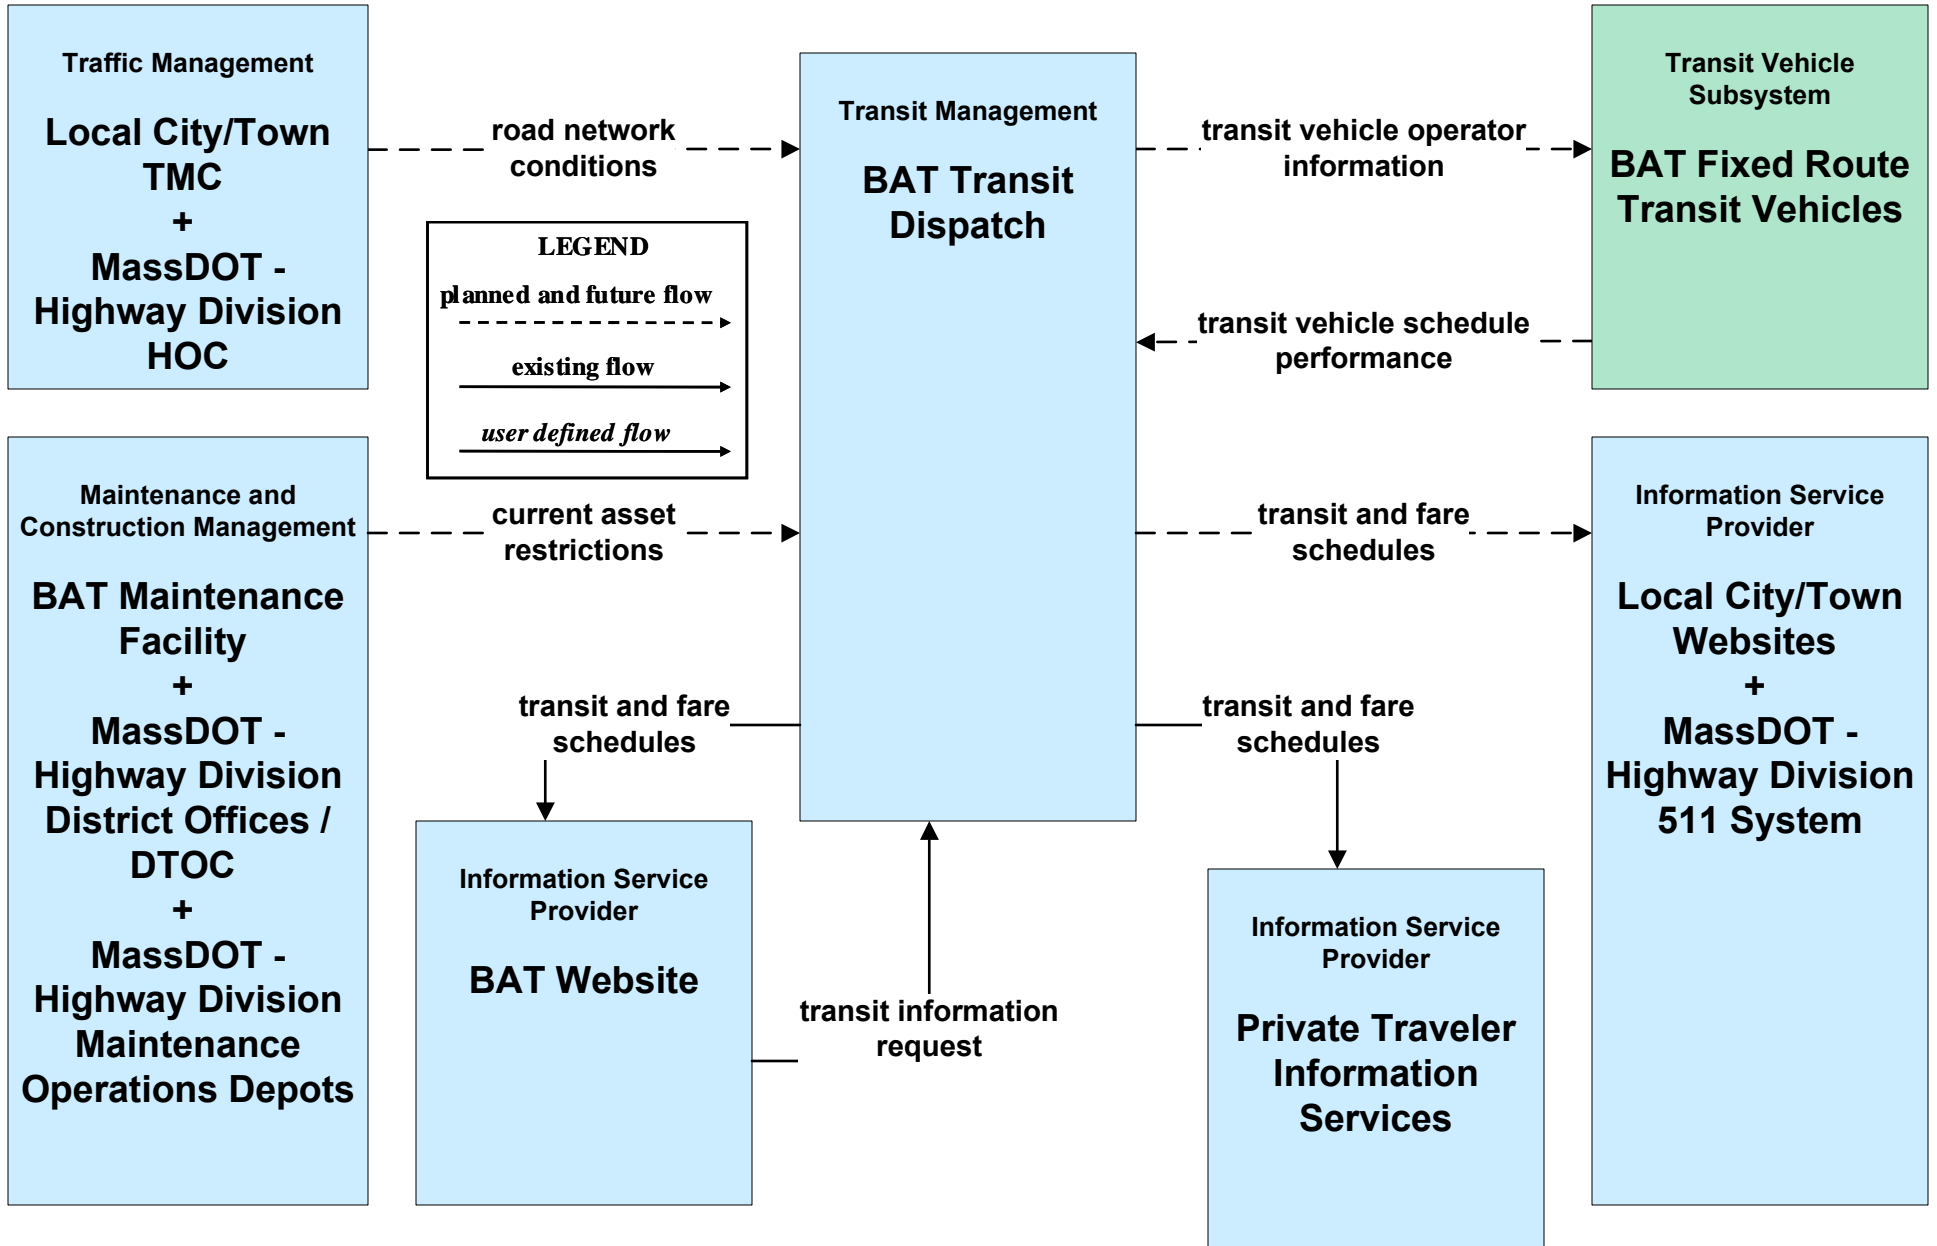 Traffic Management
Local City/Town
TMC
+
MassDOT -
Highway Division
HOC
road network
conditions
Transit Management
BAT Transit
Dispatch
transit vehicle operator
information
Transit Vehicle
Subsystem
BAT Fixed Route
Transit Vehicles
LEGEND
planned and future flow
existing flow
user defined flow
transit vehicle schedule
performance
Maintenance and
Construction Management
BAT Maintenance
Facility
+
MassDOT -
Highway Division
District Offices /
DTOC
+
MassDOT -
Highway Division
Maintenance
Operations Depots
current asset
restrictions
transit and fare
schedules
Information Service
Provider
Local City/Town
Websites
+
MassDOT -
Highway Division
511 System
transit and fare
schedules
transit and fare
schedules
Information Service
Provider
BAT Website
transit information
request
Information Service
Provider
Private Traveler
Information
Services